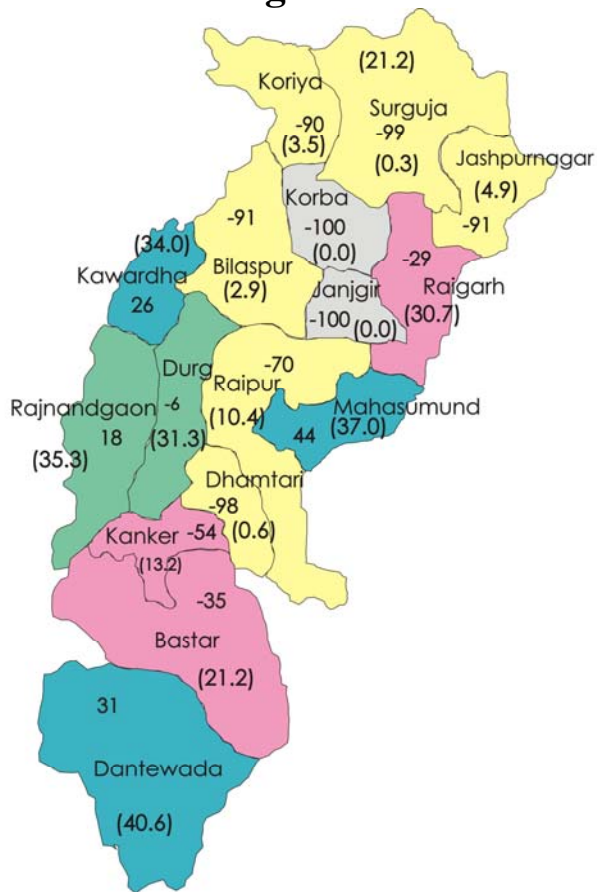 g
(21.2)
Koriya
Surguja
-90
-99
(3.5)
(0.3)
Jashpurnagar
(4.9)
Korba
-91
-100
-91
(34.0)
(0.0)
-29
Kawardha
Bilaspur
Janjgir
Raigarh
26
(2.9)
-100
(0.0)
(30.7)
Durg
-70
Raipur
Rajnandgaon
-6
(10.4)
Mahasumund
18
(31.3)
44
(37.0)
(35.3)
Dhamtari
-98
Kanker
-54
(0.6)
(13.2)
-35
Bastar
(21.2)
31
Dantewada
(40.6)